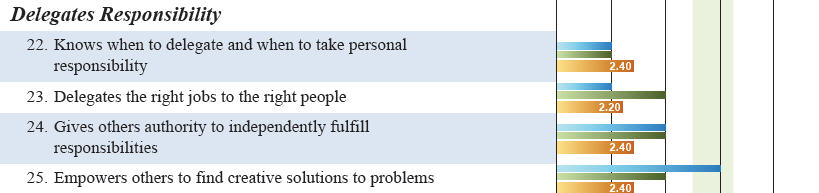 Delegates Responsibility
22. Knows when to delegate and when to take personal
responsibility
2.40
23. Delegates the right jobs to the right people
2.20
24. Gives others authority to independently fulfill
responsibilities
2.40
25. Empowers others to find creative solutions to problems
2.40